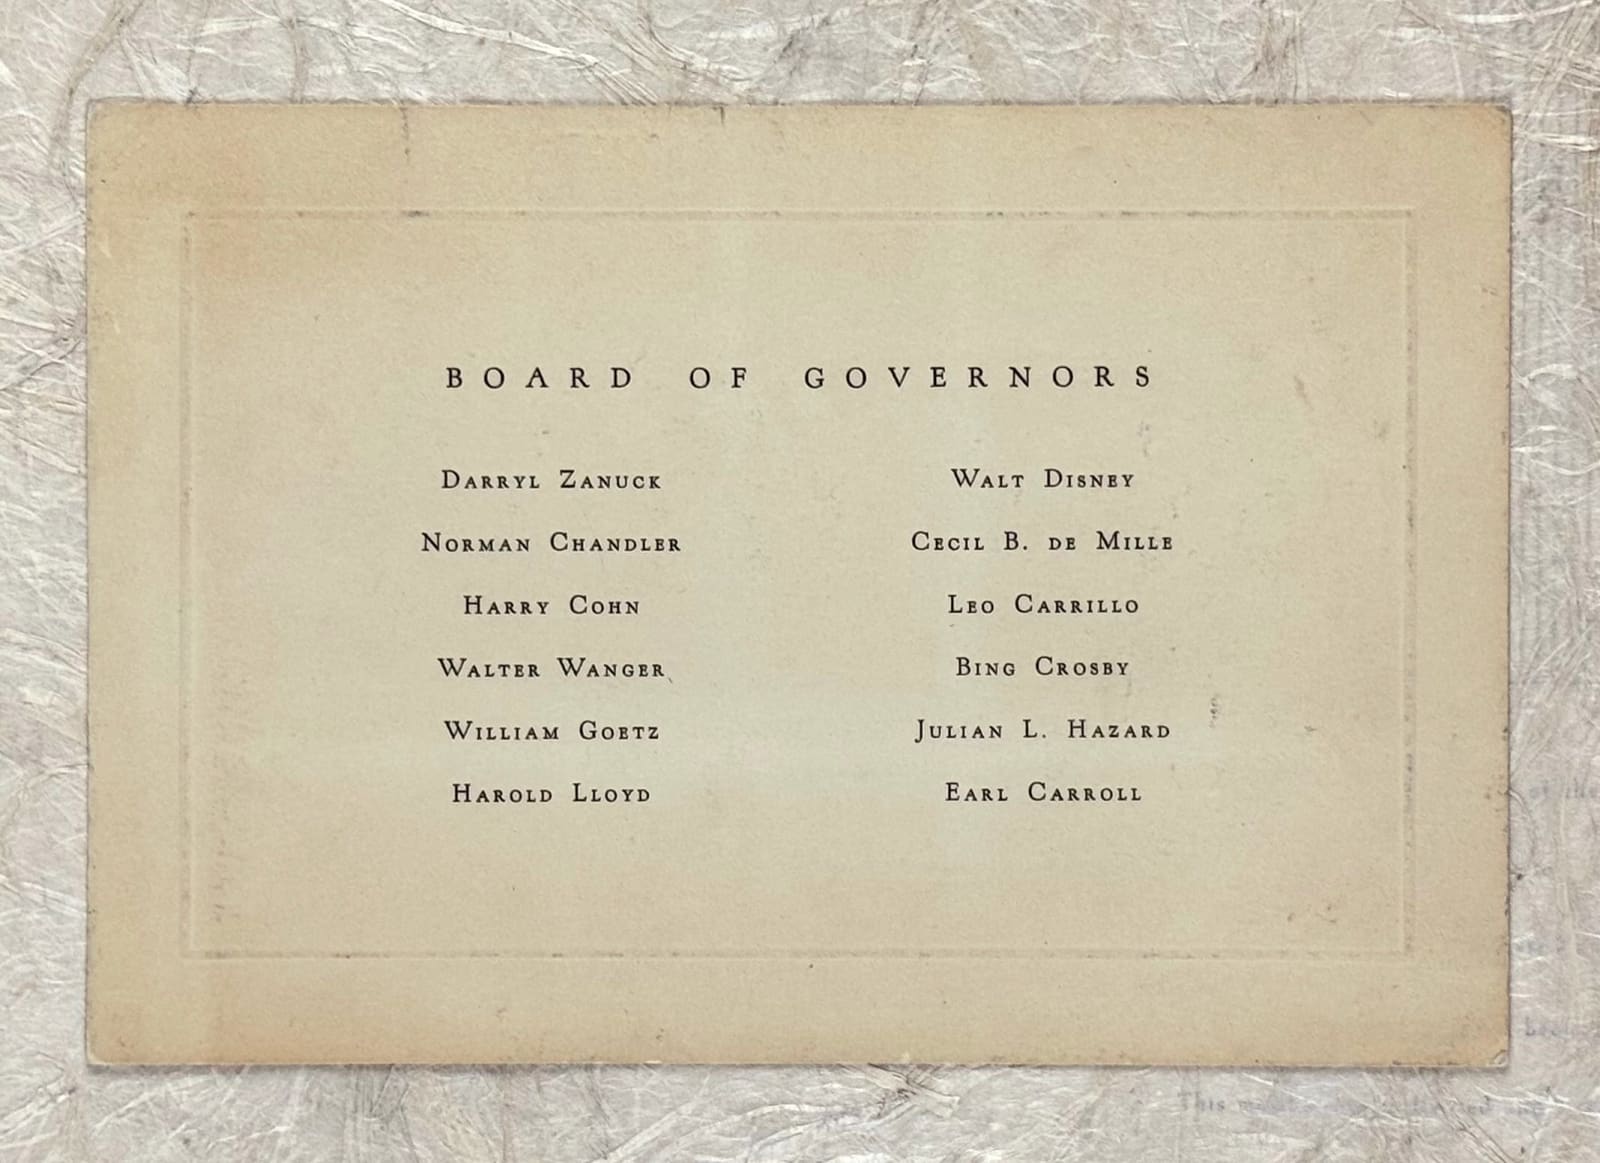 BOARD OF GOVERNORS
DARRYL ZANUCK
NORMAN CHANDLER
HARRY COHN
WALTER WANGER
WILLIAM GOETZ
HAROLD LLOYD
WALT DISNEY
CECIL B. DE MILLE
LEO CARRILLO
BING CROSBY
JULIAN L. HAZARD
EARL CARROLL
This